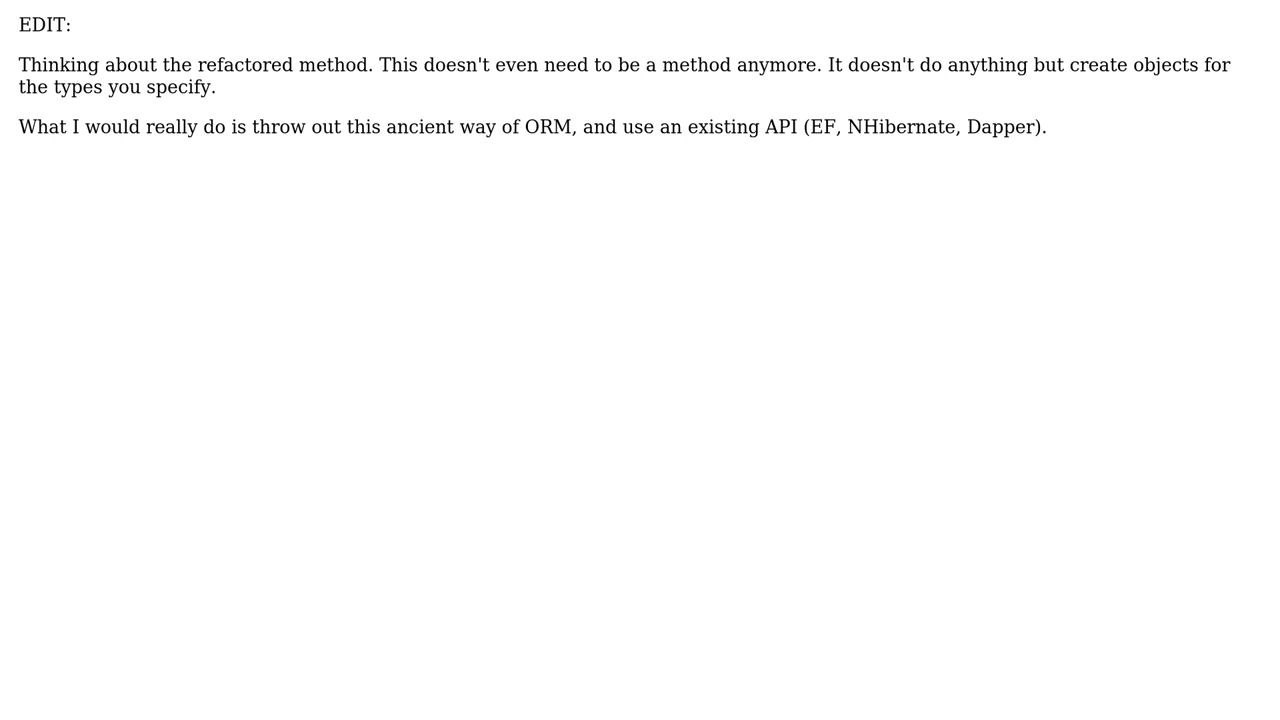 EDIT:
Thinking about the refactored method. This doesn't even need to be a method anymore. It doesn't do anything but create objects for
the types you specify.
What I would really do is throw out this ancient way of ORM, and use an existing API (EF, NHibernate, Dapper).